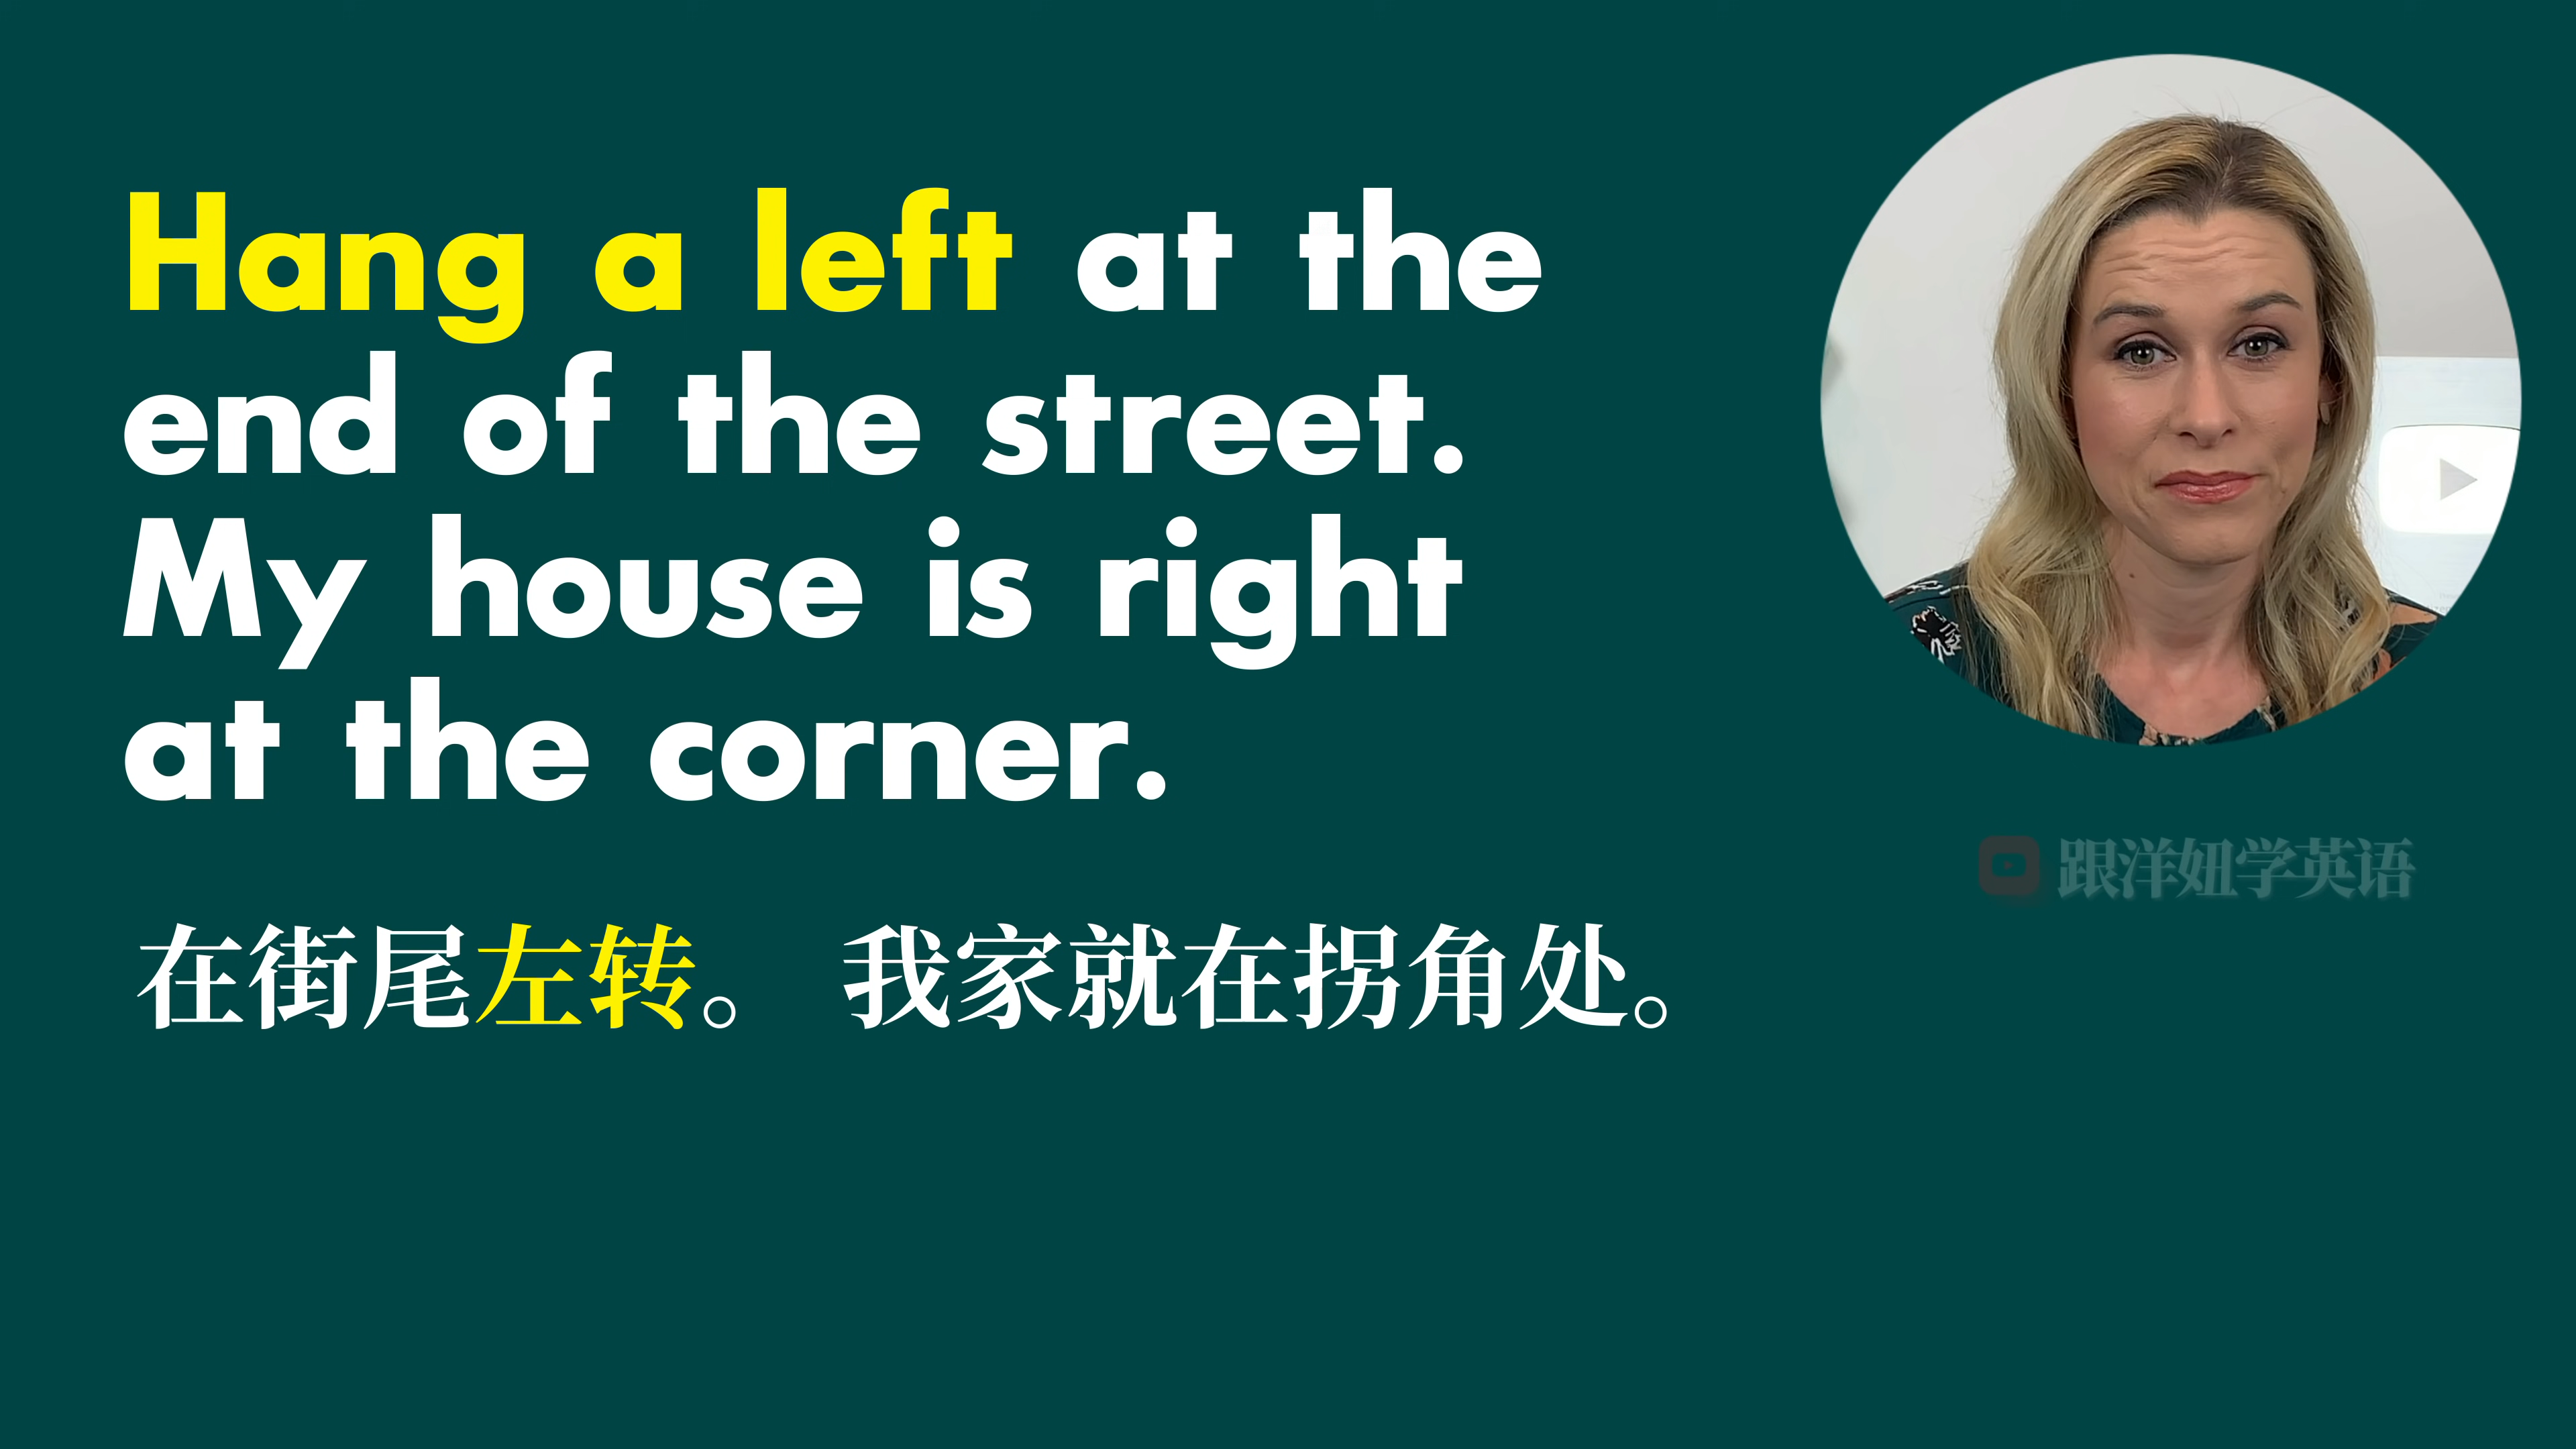 Hang a left at the
end of the street.
My house is right
at the corner.
在街尾左转。 我家就在拐角处。
跟洋妞学英语